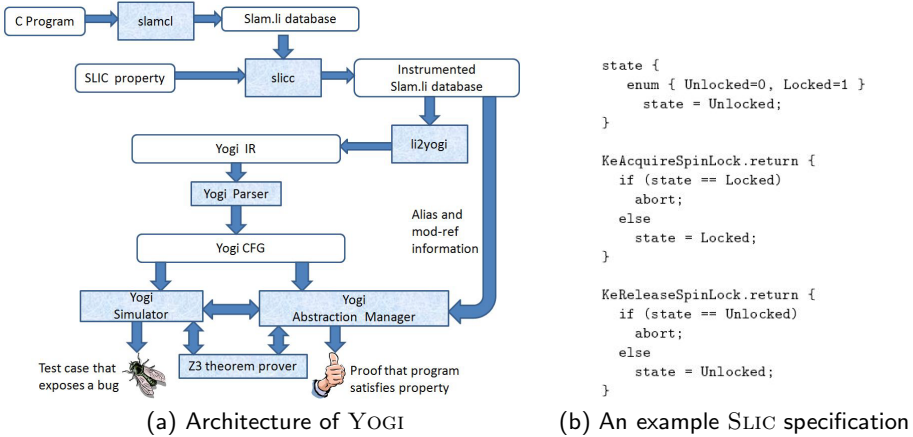 C Program
slamcl
Slam.li database
SLIC property
slicc
Instrumented
Slam.li database
li2yogi
Yogi IR
Yogi Parser
Alias and
mod-ref
information
Yogi CFG
Yogi
Simulator
Yogi
Abstraction Manager
Test case that
exposes a bug
Z3 theorem prover
Proof that program
satisfies property
(a) Architecture of YOGI
state {
enum { Unlocked=0, Locked=1 }
state = Unlocked;
}
KeAcquireSpinLock.return {
if (state == Locked)
abort;
else
state = Locked;
}
KeReleaseSpinLock.return {
if (state == Unlocked)
abort;
else
state = Unlocked;
}
(b) An example SLIC specification